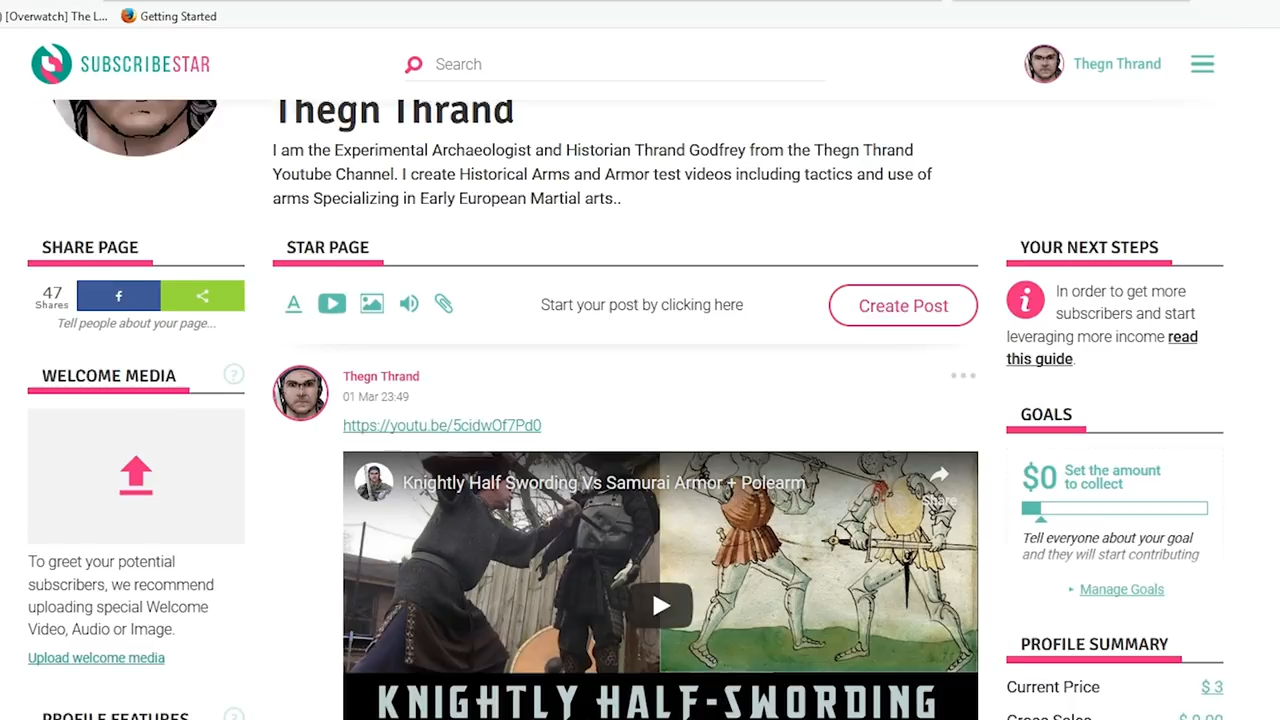 ) [Overwatch] The L...
Getting Started
SUBSCRIBESTAR
Search
Thegn Thrand
Thegn Thrand
I am the Experimental Archaeologist and Historian Thrand Godfrey from the Thegn Thrand
Youtube Channel. I create Historical Arms and Armor test videos including tactics and use of
arms Specializing in Early European Martial arts..
SHARE PAGE
47
Shares
Tell people about your page...
WELCOME MEDIA
?
To greet your potential
subscribers, we recommend
uploading special Welcome
Video, Audio or Image.
Upload welcome media
PROFILE FEATURES
?
STAR PAGE
Start your post by clicking here
Create Post
Thegn Thrand
01 Mar 23:49
https://youtu.be/5cidwOf7Pd0
Knightly Half Swording Vs Samurai Armor + Polearm
Share
KNIGHTLY HALF-SWORDING
YOUR NEXT STEPS
In order to get more
subscribers and start
leveraging more income read
this guide.
GOALS
$0
Set the amount
to collect
Tell everyone about your goal
and they will start contributing
Manage Goals
PROFILE SUMMARY
Current Price
$ 3
Gross Sales
$ 0.00